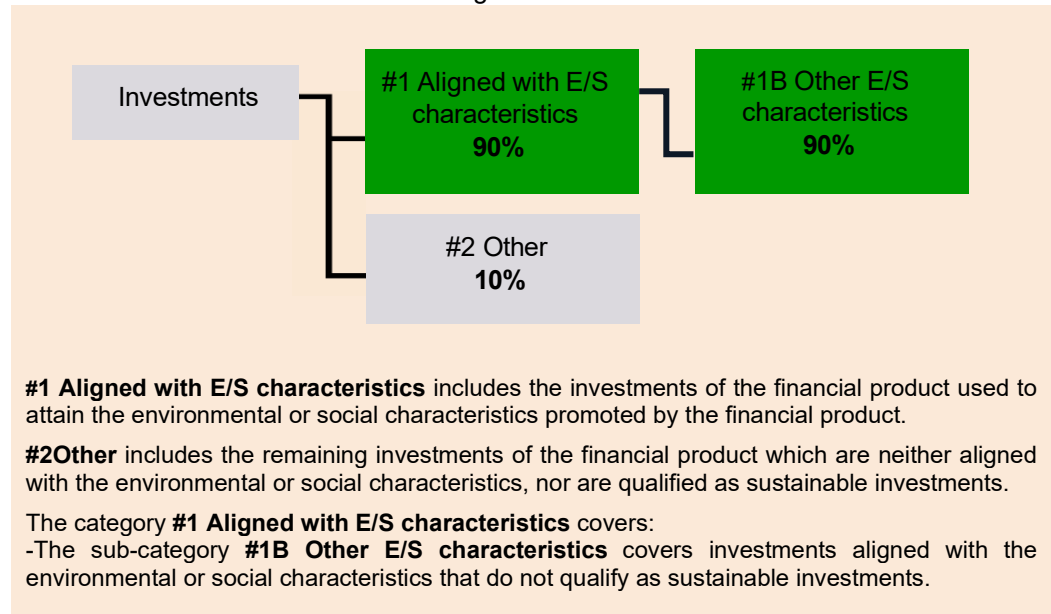 Investments
#1 Aligned with E/S
characteristics
90%
#1B Other E/S
characteristics
90%
#2 Other
10%
#1 Aligned with E/S characteristics includes the investments of the financial product used to
attain the environmental or social characteristics promoted by the financial product.
#2Other includes the remaining investments of the financial product which are neither aligned
with the environmental or social characteristics, nor are qualified as sustainable investments.
The category #1 Aligned with E/S characteristics covers:
-The sub-category #1B Other E/S characteristics covers investments aligned with the
environmental or social characteristics that do not qualify as sustainable investments.